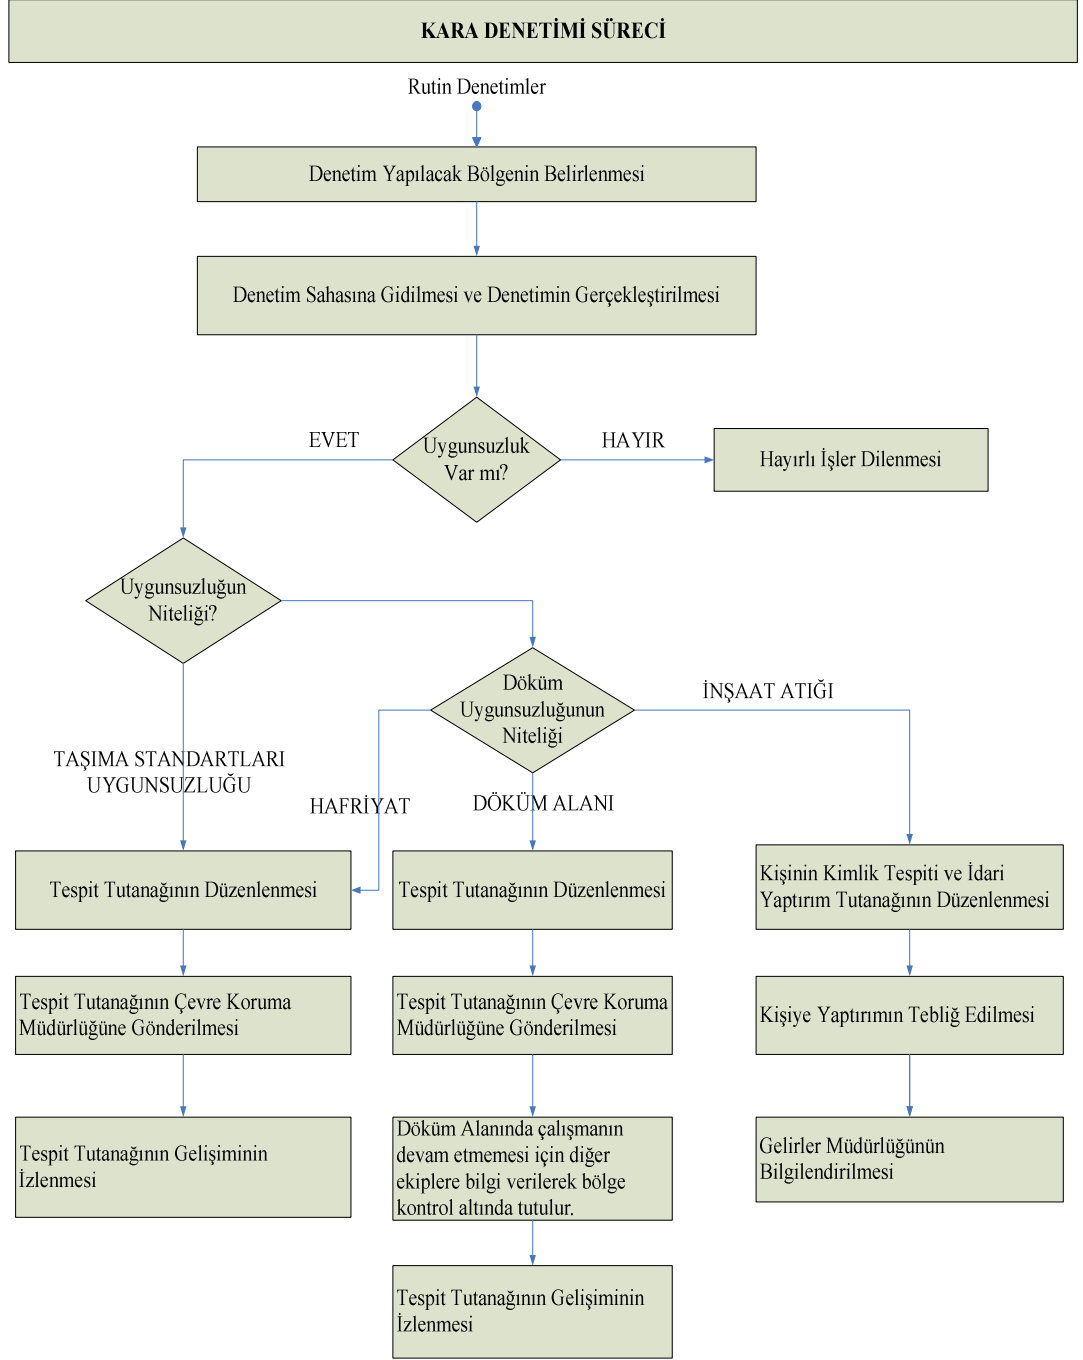 KARA DENETİMİ SÜRECİ
Rutin Denetimler
Denetim Yapılacak Bölgenin Belirlenmesi
Denetim Sahasına Gidilmesi ve Denetimin Gerçekleştirilmesi
EVET
Uygunsuzluk
Var mı?
HAYIR
Hayırlı İşler Dilenmesi
Uygunsuzluğun
Niteliği?
Döküm
Uygunsuzluğunun
Niteliği
İNŞAAT ATIĞI
TAŞIMA STANDARTLARI
UYGUNSUZLUĞU
HAFRİYAT
DÖKÜM ALANI
Tespit Tutanağının Düzenlenmesi
Tespit Tutanağının Düzenlenmesi
Kişinin Kimlik Tespiti ve İdari
Yaptırım Tutanağının Düzenlenmesi
Tespit Tutanağının Çevre Koruma
Müdürlüğüne Gönderilmesi
Tespit Tutanağının Çevre Koruma
Müdürlüğüne Gönderilmesi
Kişiye Yaptırımın Tebliğ Edilmesi
Tespit Tutanağının Gelişiminin
İzlenmesi
Döküm Alanında çalışmanın
devam etmemesi için diğer
ekiplere bilgi verilerek bölge
kontrol altında tutulur.
Gelirler Müdürlüğünün
Bilgilendirilmesi
Tespit Tutanağının Gelişiminin
İzlenmesi